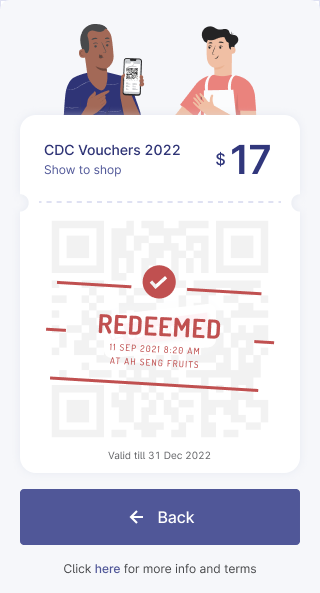 CDC Vouchers 2022
Show to shop
$ 17
REDEEMED
11 SEP 2021 8:20 AM
AT AH SENG FRUITS
Valid till 31 Dec 2022
Back
Click here for more info and terms